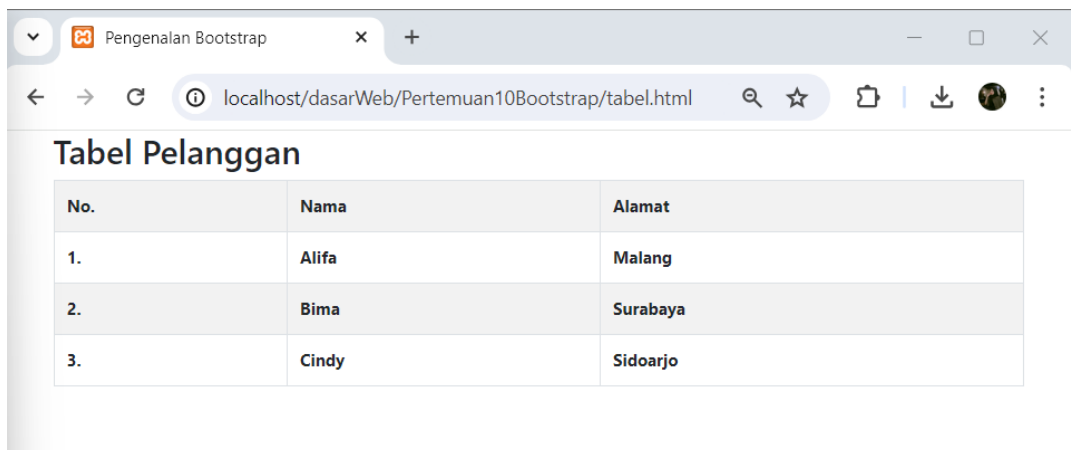 Pengenalan Bootstrap
localhost/dasarWeb/Pertemuan10Bootstrap/tabel.html
Tabel Pelanggan
No. Nama Alamat
1. Alifa Malang
2. Bima Surabaya
3. Cindy Sidoarjo